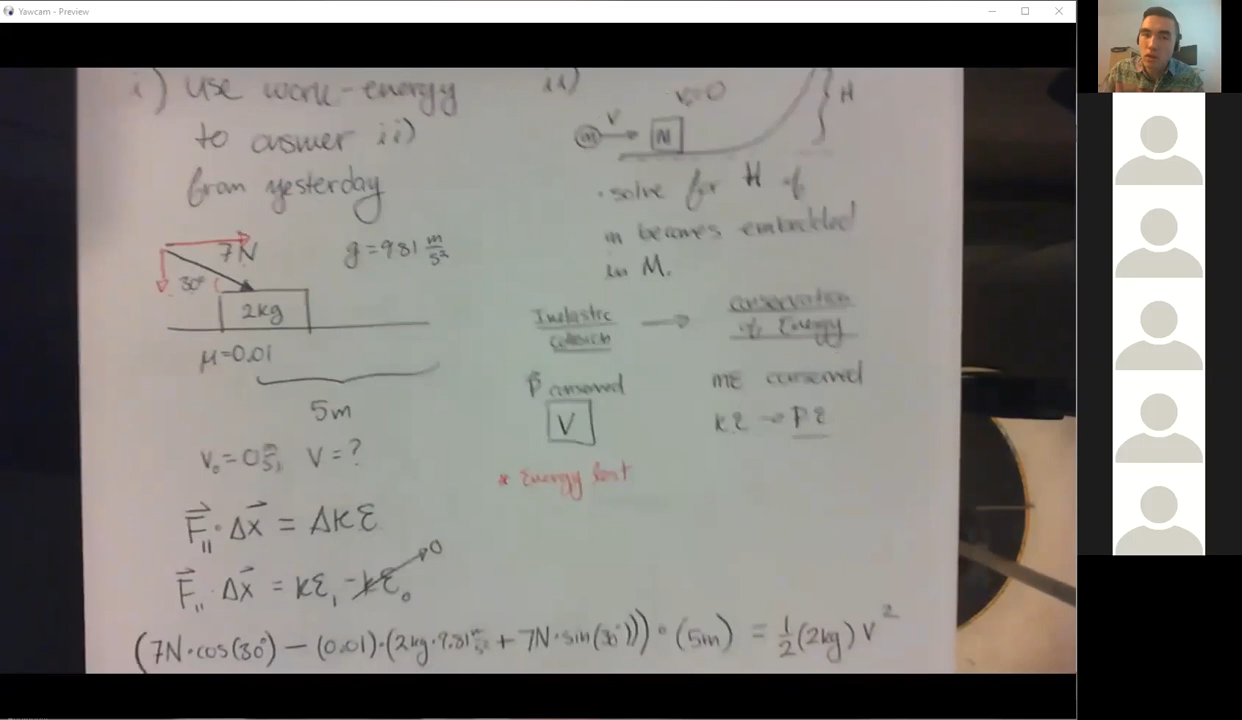 Yawcam - Preview
i) Use work-energy
to answer ii)
from yesterday
7N
g = 9.81 m/s²
30°
2kg
μ=0.01
5m
V₀ = 0 m/s, V = ?
F⃗∥ · Δx⃗ = ΔKE
F⃗∥ · Δx⃗ = KE₁ - KE₀ 0
(7N·cos(30°) - (0.01)·(2kg·9.81 m/s² + 7N·sin(30°)))·(5m) = 1/2 (2kg) V²
ii)
V₀=0
H
V
m
M
· solve for H if
m becomes embedded
in M.
Inelastic
collision
→
conservation
of Energy
P⃗ conserved
V
ME conserved
KE → PE
* Energy lost